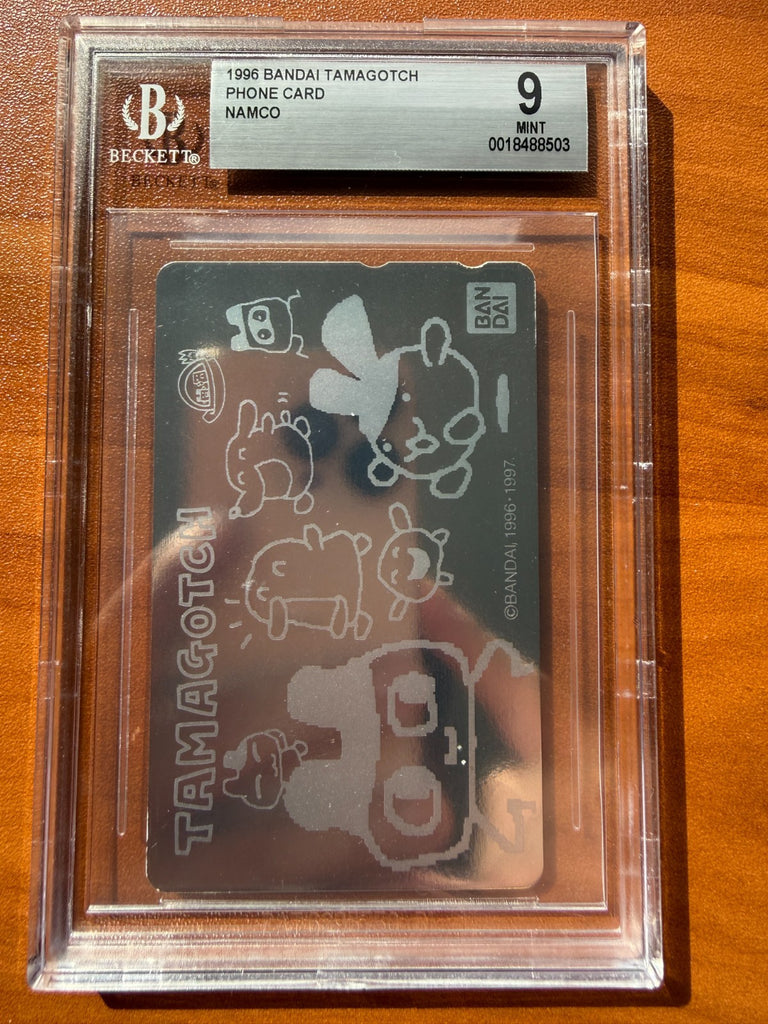 1996 BANDAI TAMAGOTCH
PHONE CARD
NAMCO
9
MINT
0018488503
B
BECKETT®
BAN
DAI
©BANDAI, 1996・1997.
TAMAGOTCH